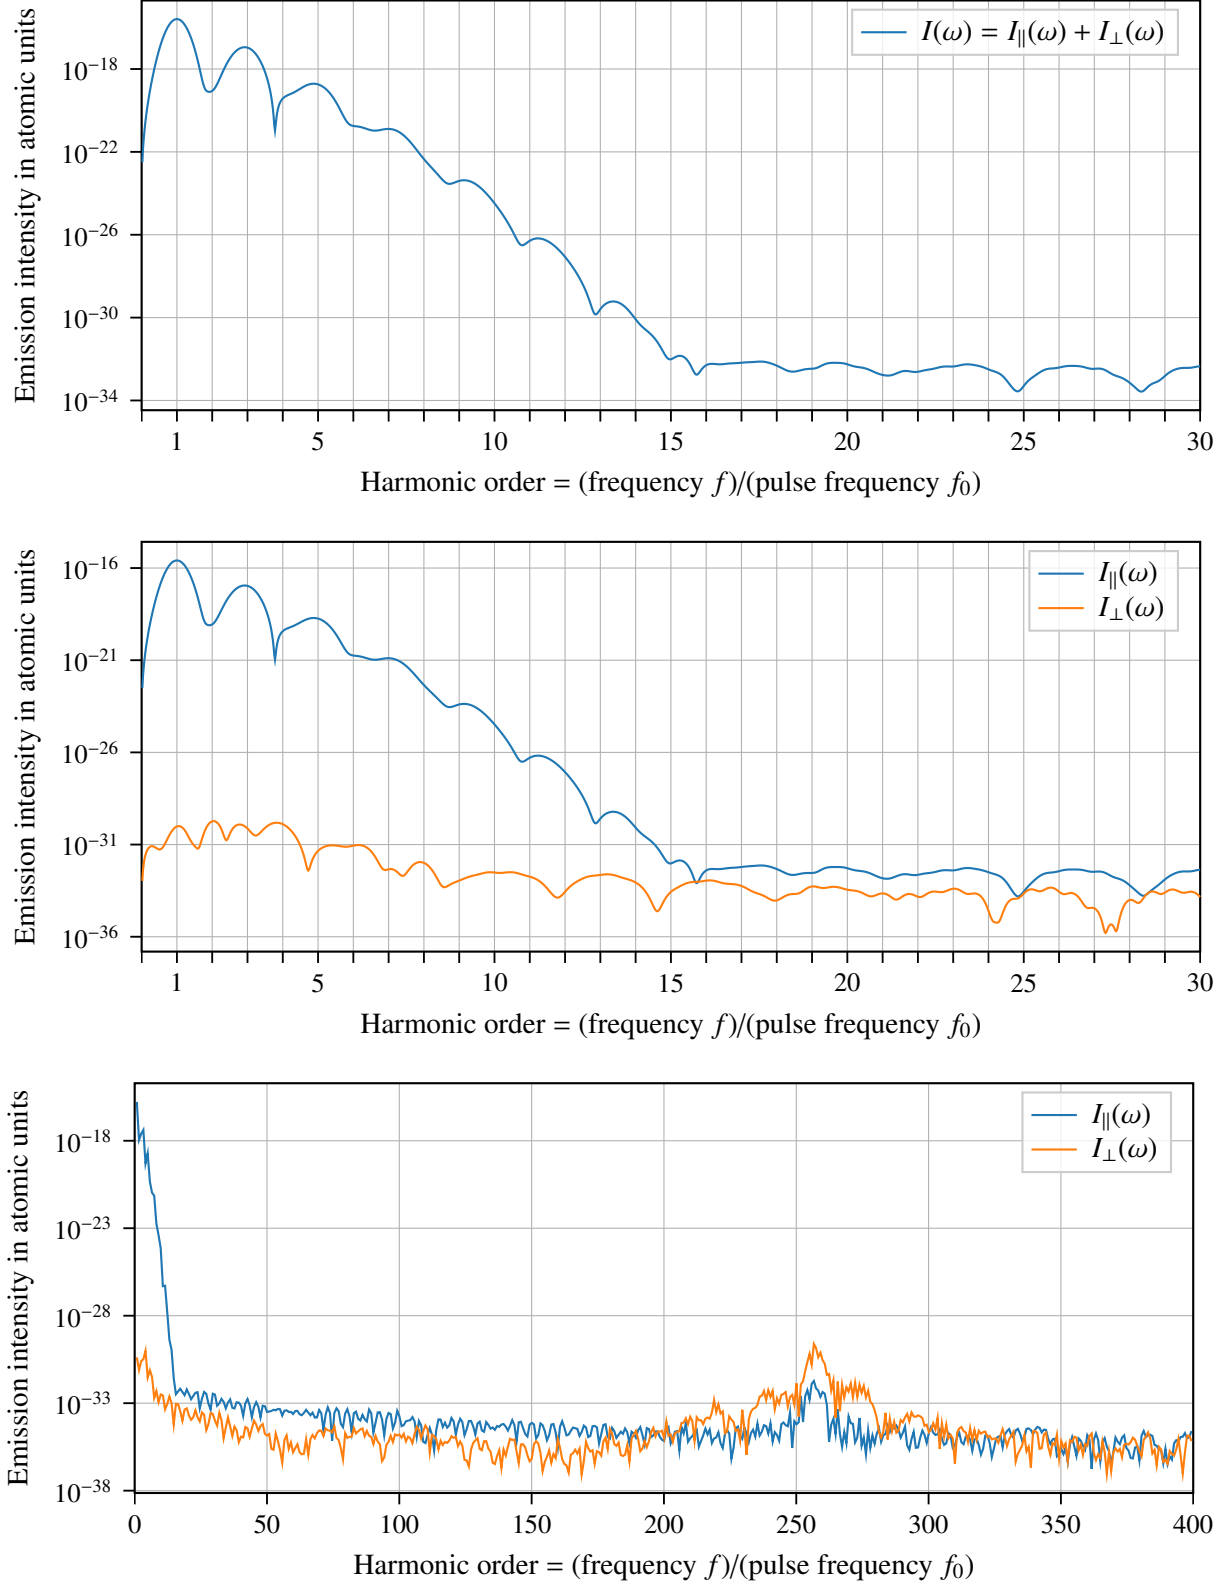 Emission intensity in atomic units
10⁻¹⁸
10⁻²²
10⁻²⁶
10⁻³⁰
10⁻³⁴
I(ω) = I∥(ω) + I⊥(ω)
1 5 10 15 20 25 30
Harmonic order = (frequency f)/(pulse frequency f₀)
Emission intensity in atomic units
10⁻¹⁶
10⁻²¹
10⁻²⁶
10⁻³¹
10⁻³⁶
I∥(ω)
I⊥(ω)
1 5 10 15 20 25 30
Harmonic order = (frequency f)/(pulse frequency f₀)
Emission intensity in atomic units
10⁻¹⁸
10⁻²³
10⁻²⁸
10⁻³³
10⁻³⁸
I∥(ω)
I⊥(ω)
0 50 100 150 200 250 300 350 400
Harmonic order = (frequency f)/(pulse frequency f₀)